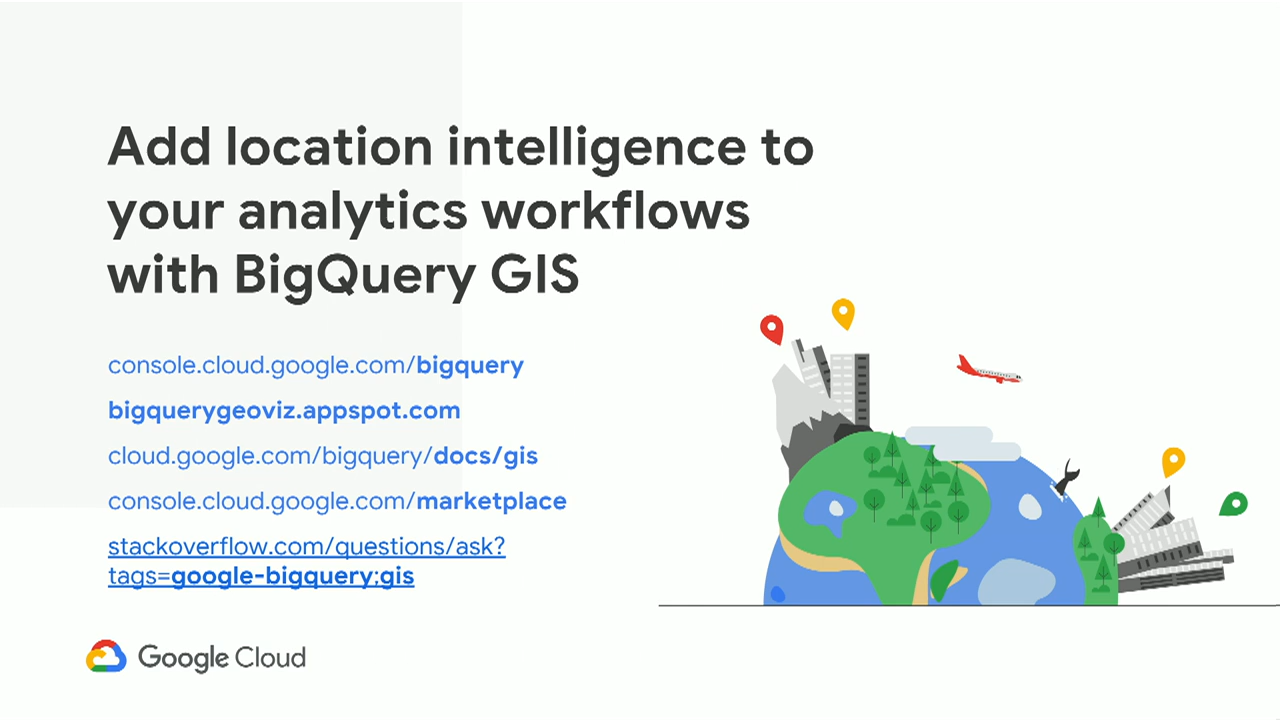 Add location intelligence to
your analytics workflows
with BigQuery GIS
console.cloud.google.com/bigquery
bigquerygeoviz.appspot.com
cloud.google.com/bigquery/docs/gis
console.cloud.google.com/marketplace
stackoverflow.com/questions/ask?
tags=google-bigquery;gis
Google Cloud